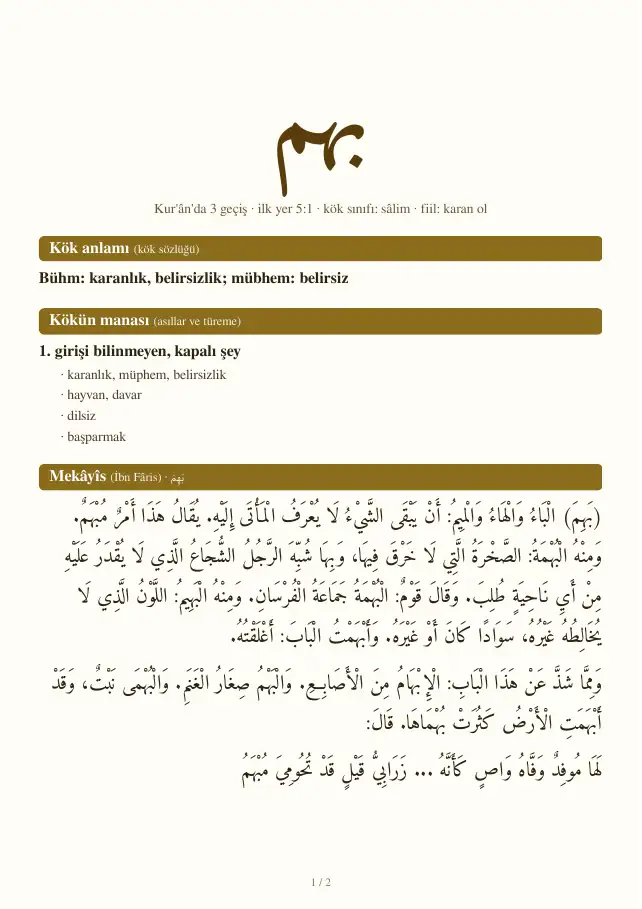 بهم
Kur'ân'da 3 geçiş · ilk yer 5:1 · kök sınıfı: sâlim · fiil: karan ol
Kök anlamı (kök sözlüğü)
Bühm: karanlık, belirsizlik; mübhem: belirsiz
Kökün manası (asıllar ve türeme)
1. girişi bilinmeyen, kapalı şey
· karanlık, müphem, belirsizlik
· hayvan, davar
· dilsiz
· başparmak
Mekâyîs (İbn Fâris) · بَهِمَ
(بَهِمَ) الْبَاءُ وَالْهَاءُ وَالْمِيمُ: أَنْ يَبْقَى الشَّيْءُ لَا يُعْرَفُ الْمَأْتَى إِلَيْهِ. يُقَالُ هَذَا أَمْرٌ مُبْهَمٌ.
وَمِنْهُ الْبُهْمَةُ: الصَّخْرَةُ الَّتِي لَا خَرْقَ فِيهَا، وَبِهَا شُبِّهَ الرَّجُلُ الشُّجَاعُ الَّذِي لَا يُقْدَرُ عَلَيْهِ
مِنْ أَيِ نَاحِيَةٍ طُلِبَ. وَقَالَ قَوْمٌ: الْبُهْمَةُ جَمَاعَةُ الْفُرْسَانِ. وَمِنْهُ الْبَهِيمُ: اللَّوْنُ الَّذِي لَا
يُخَالِطُهُ غَيْرُهُ، سَوَادًا كَانَ أَوْ غَيْرَهُ. وَأَبْهَمْتُ الْبَابَ: أَغْلَقْتُهُ.
وَمِمَّا شَذَّ عَنْ هَذَا الْبَابِ: الْإِبْهَامُ مِنَ الْأَصَابِعِ. وَالْبَهْمُ صِغَارُ الْغَنَمِ. وَالْبُهْمَى نَبْتٌ، وَقَدْ
أَبْهَمَتِ الْأَرْضُ كَثُرَتْ بُهْمَاهَا. قَالَ:
لَهَا مُوفِدٌ وَفَّاهُ وَاصٍ كَأَنَّهُ ... زَرَابِيُّ قَيْلٍ قَدْ تُحُومِيَ مُبْهَمُ
1 / 2